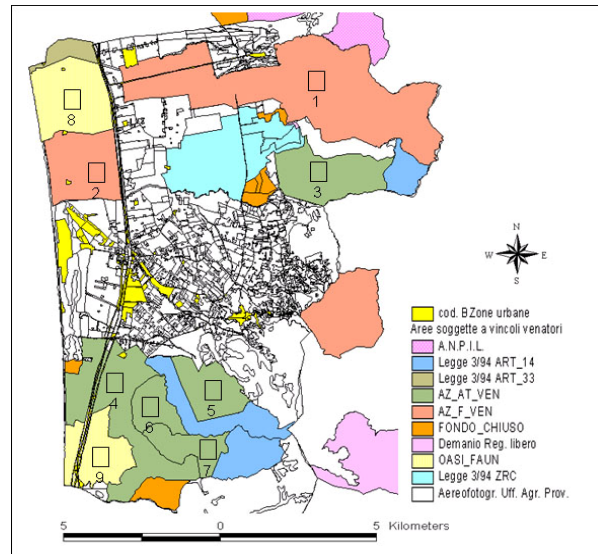 1
8
2
3
N
W E
S
cod. BZone urbane
Aree soggette a vincoli venatori
A.N.P.I.L.
Legge 3/94 ART_14
Legge 3/94 ART_33
AZ_AT_VEN
AZ_F_VEN
FONDO_CHIUSO
Demanio Reg. libero
OASI_FAUN
Legge 3/94 ZRC
Aereofotogr. Uff. Agr. Prov.
4
5
6
7
9
5 0 5 Kilometers